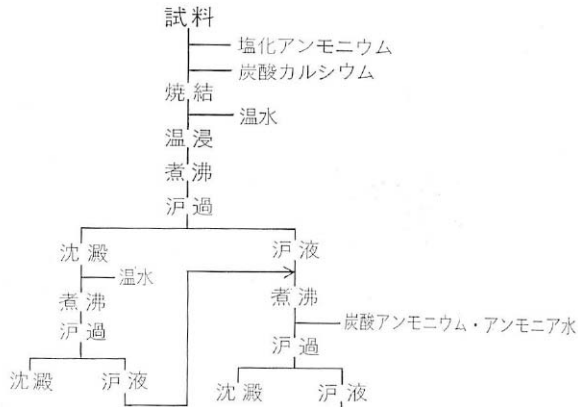 試料
塩化アンモニウム
炭酸カルシウム
焼結
温水
温浸
煮沸
沪過
沈澱
沪液
温水
煮沸
煮沸
炭酸アンモニウム・アンモニア水
沪過
沪過
沈澱
沪液
沈澱
沪液